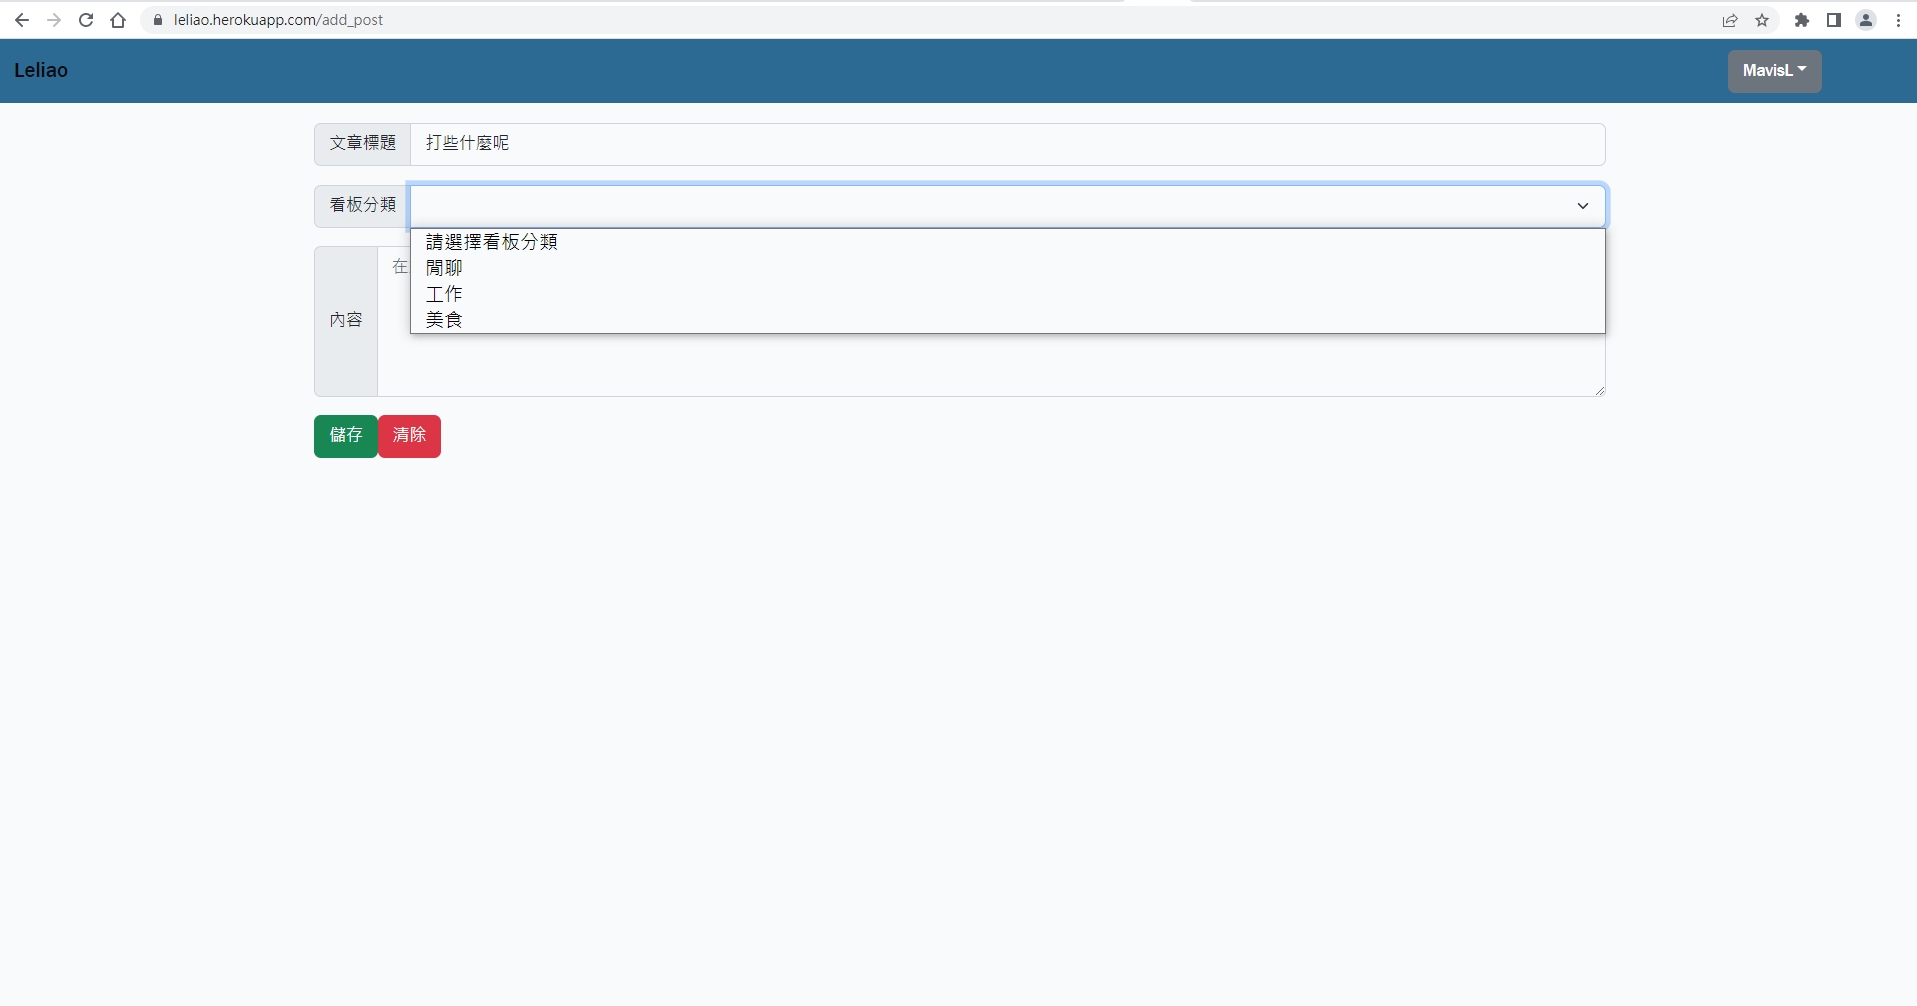 leliao.herokuapp.com/add_post
Leliao
MavisL
文章標題
打些什麼呢
看板分類
請選擇看板分類
閒聊
工作
美食
內容
在
儲存
清除